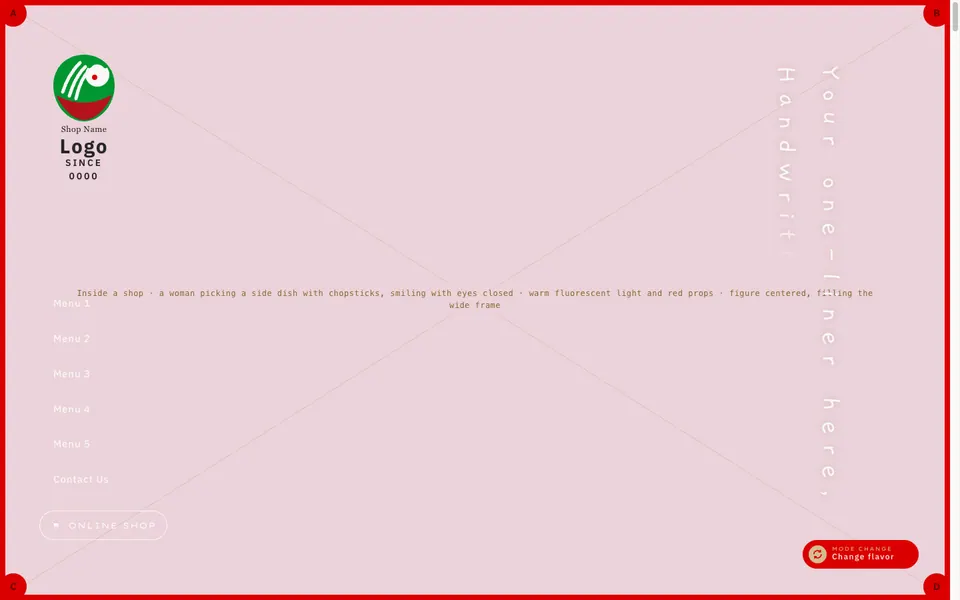 A
B
Shop Name
Logo
SINCE
0000
Your one-liner here,
Handwrit
Inside a shop · a woman picking a side dish with chopsticks, smiling with eyes closed · warm fluorescent light and red props · figure centered, filling the
wide frame
Menu 1
Menu 2
Menu 3
Menu 4
Menu 5
Contact Us
ONLINE SHOP
MODE CHANGE
Change flavor
C
D